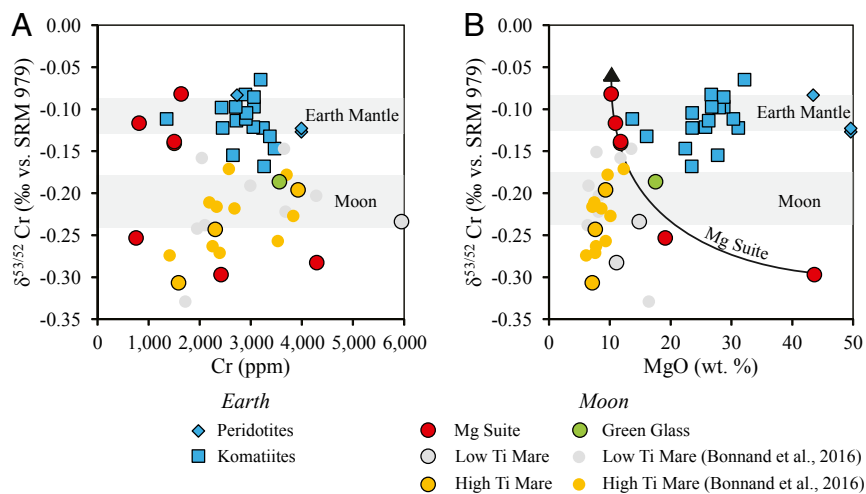 A
B
0.00
-0.05
-0.10
-0.15
-0.20
-0.25
-0.30
-0.35
δ53/52 Cr (‰ vs. SRM 979)
Earth Mantle
Moon
0 1,000 2,000 3,000 4,000 5,000 6,000
Cr (ppm)
0.00
-0.05
-0.10
-0.15
-0.20
-0.25
-0.30
-0.35
δ53/52 Cr (‰ vs. SRM 979)
Earth Mantle
Moon
Mg Suite
0 10 20 30 40 50
MgO (wt. %)
Earth
Peridotites
Komatiites
Moon
Mg Suite
Low Ti Mare
High Ti Mare
Green Glass
Low Ti Mare (Bonnand et al., 2016)
High Ti Mare (Bonnand et al., 2016)